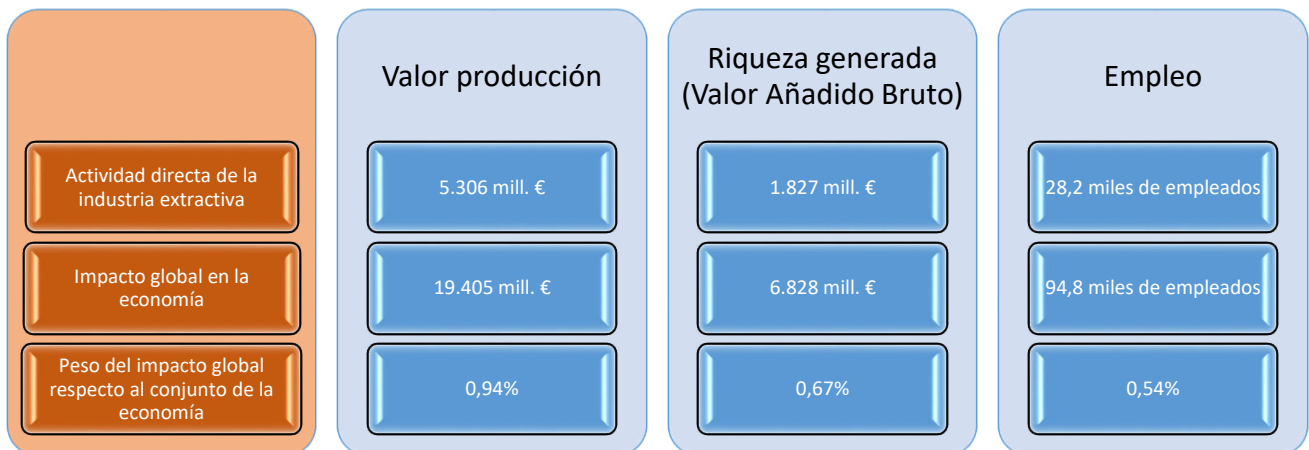 Valor producción
Riqueza generada
(Valor Añadido Bruto)
Empleo
Actividad directa de la
industria extractiva
5.306 mill. €
1.827 mill. €
28,2 miles de empleados
Impacto global en la
economía
19.405 mill. €
6.828 mill. €
94,8 miles de empleados
Peso del impacto global
respecto al conjunto de la
economía
0,94%
0,67%
0,54%